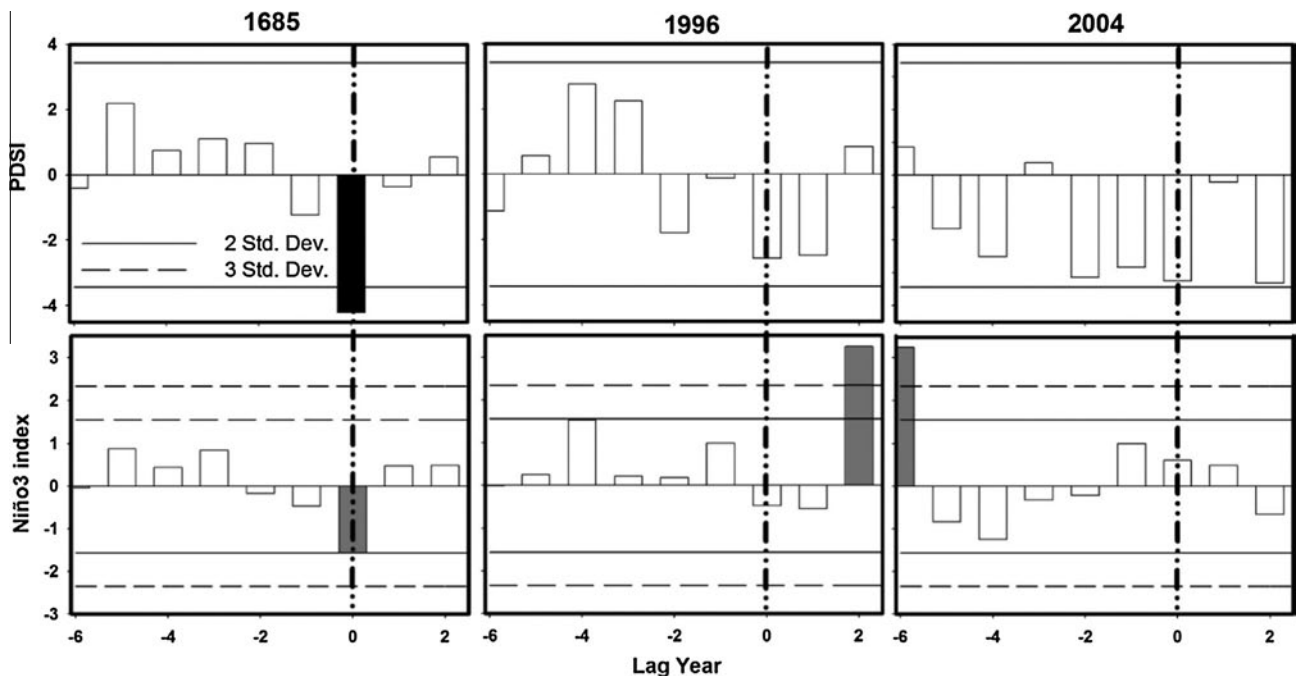 1685 1996 2004
4
2
0
-2
-4
PDSI
2 Std. Dev.
3 Std. Dev.
3
2
1
0
-1
-2
-3
Niño3 index
-6 -4 -2 0 2 -6 -4 -2 0 2 -6 -4 -2 0 2
Lag Year